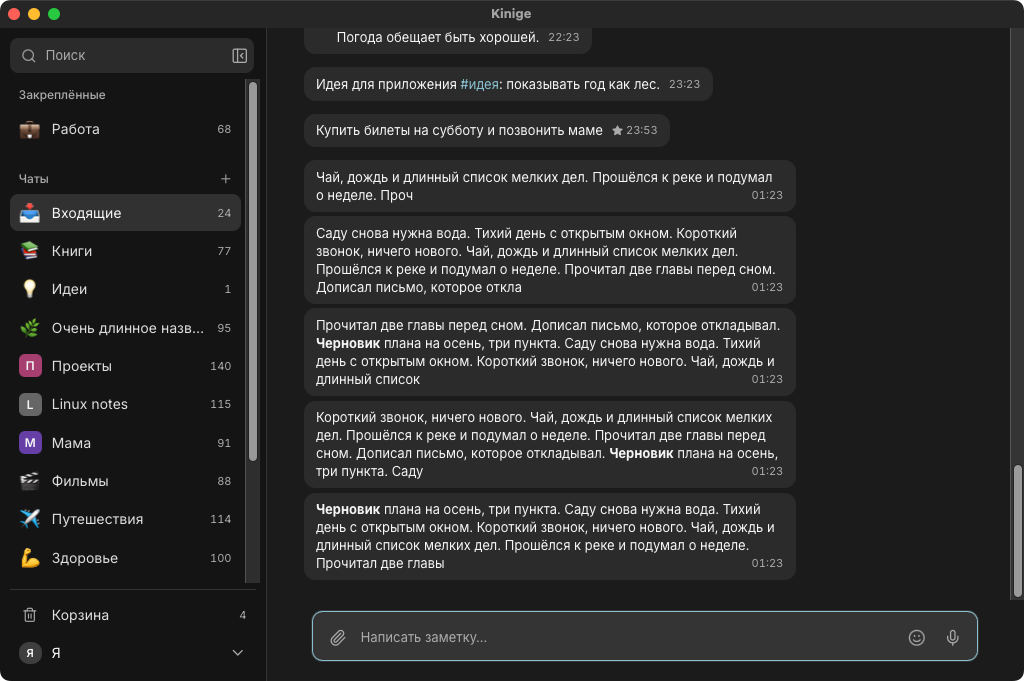 Kinige
Поиск
Закреплённые
Работа 68
Чаты +
Входящие 24
Книги 77
Идеи 1
Очень длинное назв... 95
П Проекты 140
L Linux notes 115
М Мама 91
Фильмы 88
Путешествия 114
Здоровье 100
Корзина 4
Я Я
Погода обещает быть хорошей. 22:23
Идея для приложения #идея: показывать год как лес. 23:23
Купить билеты на субботу и позвонить маме ★ 23:53
Чай, дождь и длинный список мелких дел. Прошёлся к реке и подумал
о неделе. Проч 01:23
Саду снова нужна вода. Тихий день с открытым окном. Короткий
звонок, ничего нового. Чай, дождь и длинный список мелких дел.
Прошёлся к реке и подумал о неделе. Прочитал две главы перед сном.
Дописал письмо, которое откла 01:23
Прочитал две главы перед сном. Дописал письмо, которое откладывал.
Черновик плана на осень, три пункта. Саду снова нужна вода. Тихий
день с открытым окном. Короткий звонок, ничего нового. Чай, дождь и
длинный список 01:23
Короткий звонок, ничего нового. Чай, дождь и длинный список мелких
дел. Прошёлся к реке и подумал о неделе. Прочитал две главы перед
сном. Дописал письмо, которое откладывал. Черновик плана на осень,
три пункта. Саду 01:23
Черновик плана на осень, три пункта. Саду снова нужна вода. Тихий
день с открытым окном. Короткий звонок, ничего нового. Чай, дождь и
длинный список мелких дел. Прошёлся к реке и подумал о неделе.
Прочитал две главы 01:23
Написать заметку...